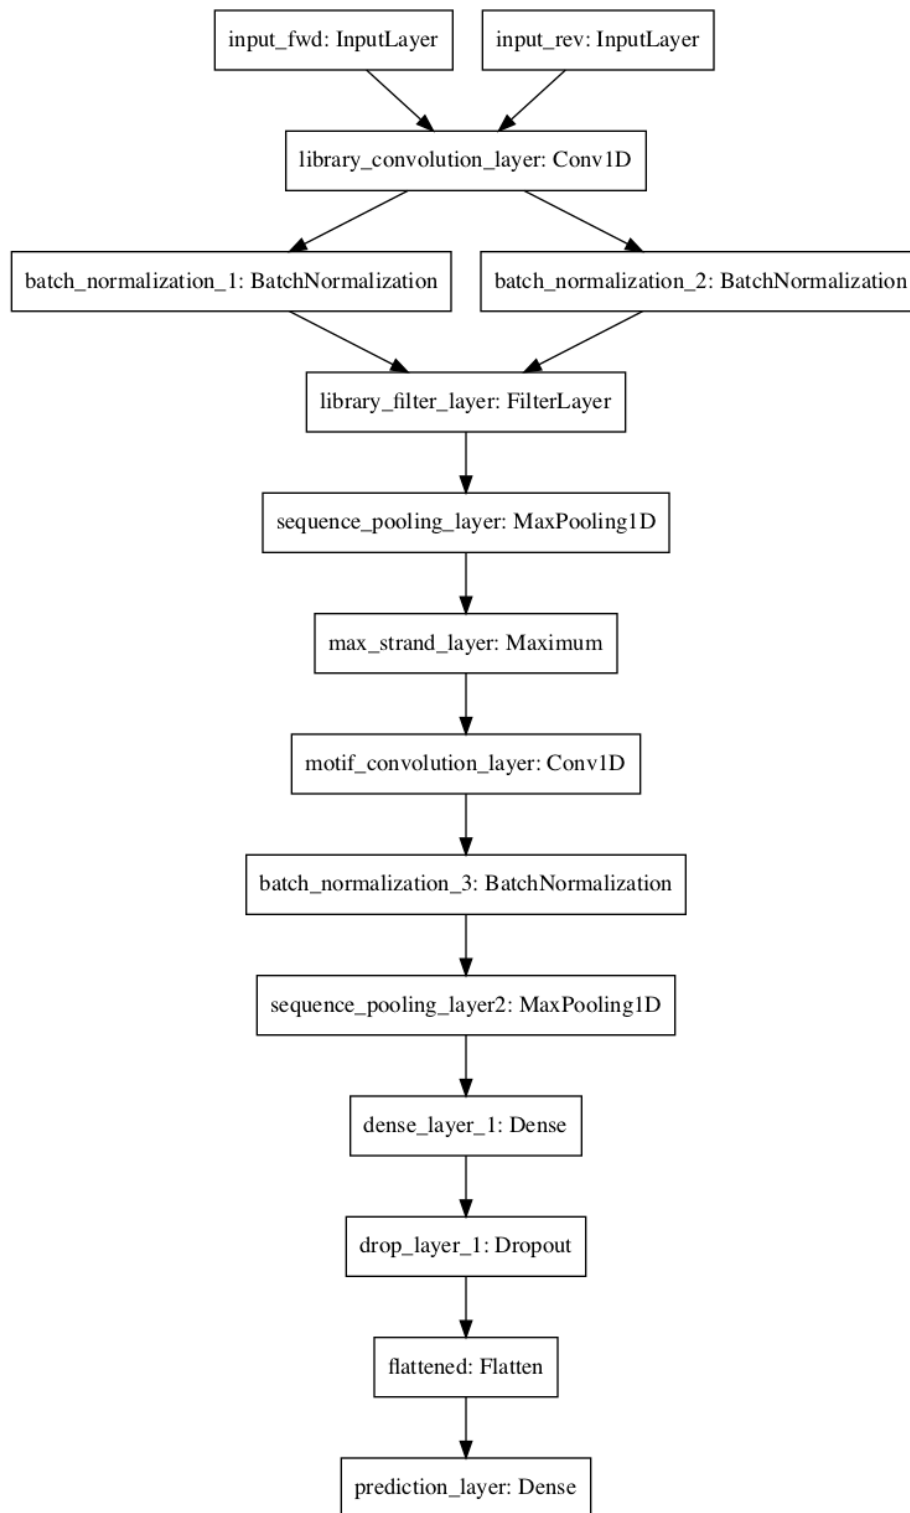 input_fwd: InputLayer
input_rev: InputLayer
library_convolution_layer: Conv1D
batch_normalization_1: BatchNormalization
batch_normalization_2: BatchNormalization
library_filter_layer: FilterLayer
sequence_pooling_layer: MaxPooling1D
max_strand_layer: Maximum
motif_convolution_layer: Conv1D
batch_normalization_3: BatchNormalization
sequence_pooling_layer2: MaxPooling1D
dense_layer_1: Dense
drop_layer_1: Dropout
flattened: Flatten
prediction_layer: Dense